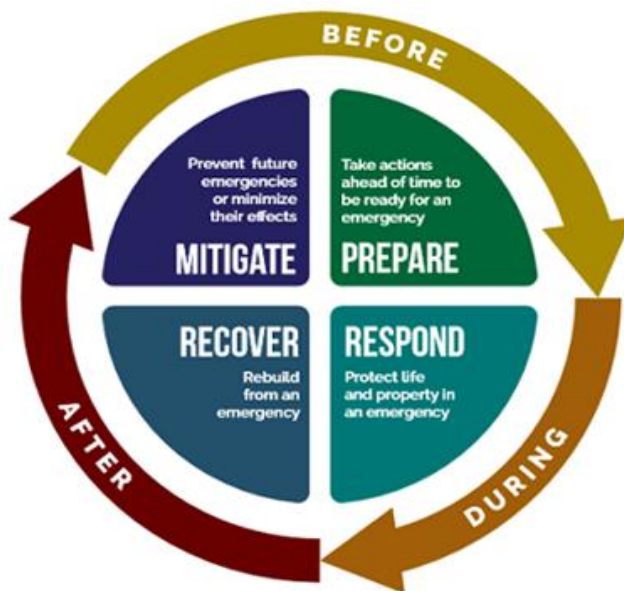 BEFORE
Prevent future
emergencies
or minimize
their effects
MITIGATE
Take actions
ahead of time to
be ready for an
emergency
PREPARE
RECOVER
Rebuild
from an
emergency
RESPOND
Protect life
and property in
an emergency
AFTER
DURING